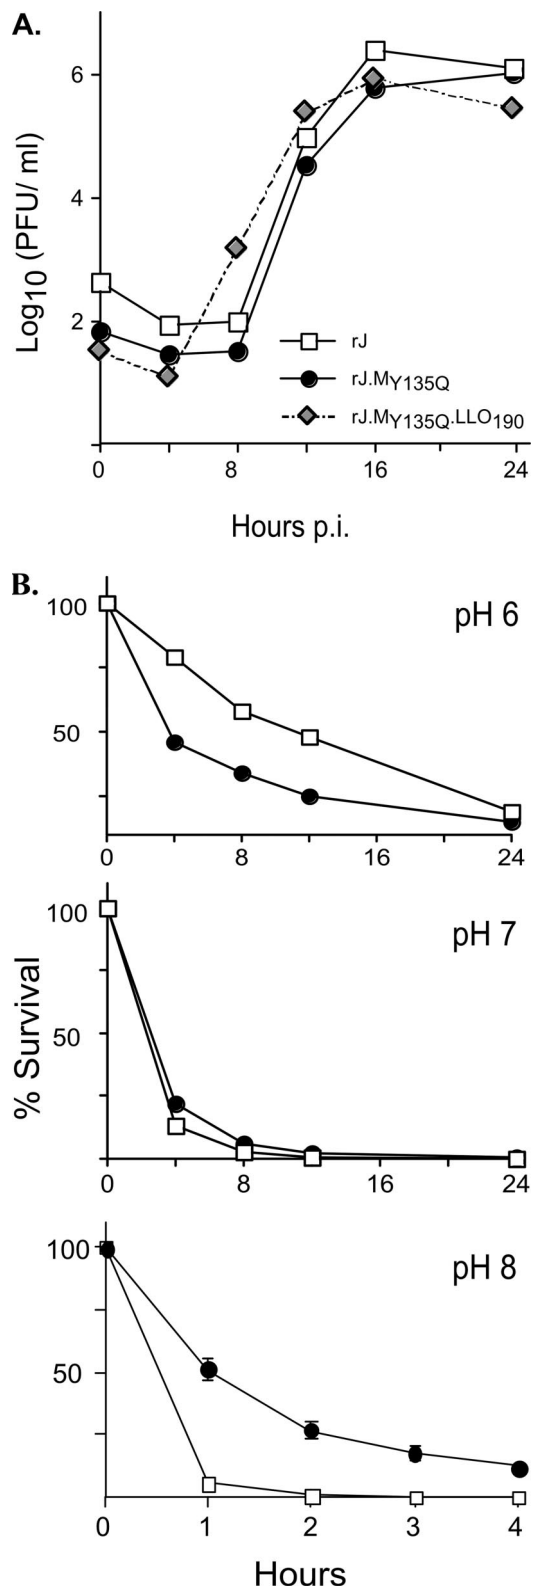 A.
Log10 (PFU/ ml)
6
4
2
rJ
rJ.MY135Q
rJ.MY135Q.LLO190
0 8 16 24
Hours p.i.
B.
% Survival
pH 6
100
50
0 8 16 24
pH 7
100
50
0 8 16 24
pH 8
100
50
0 1 2 3 4
Hours